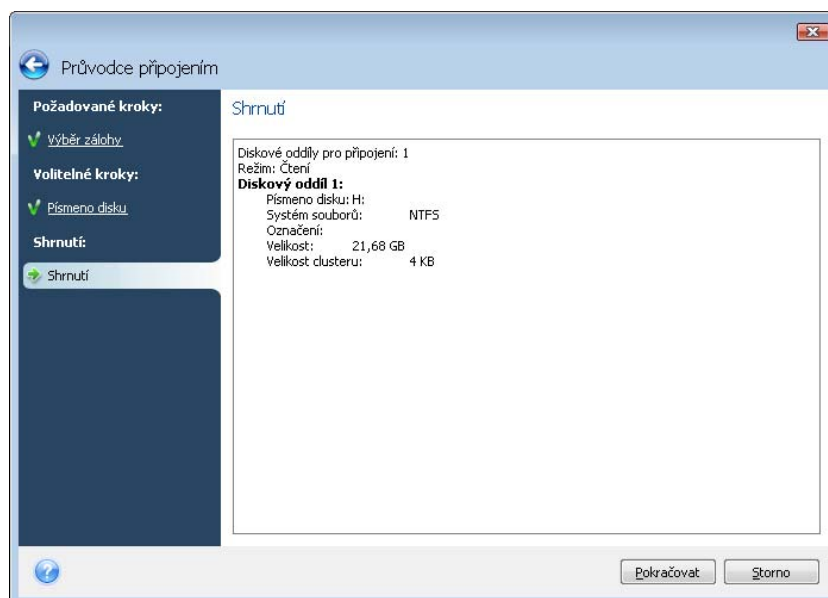 Průvodce připojením
Požadované kroky:
Výběr zálohy
Volitelné kroky:
Písmeno disku
Shrnutí:
Shrnutí
Shrnutí
Diskové oddíly pro připojení: 1
Režim: Čtení
Diskový oddíl 1:
Písmeno disku: H:
Systém souborů: NTFS
Označení:
Velikost: 21,68 GB
Velikost clusteru: 4 KB
Pokračovat
Storno